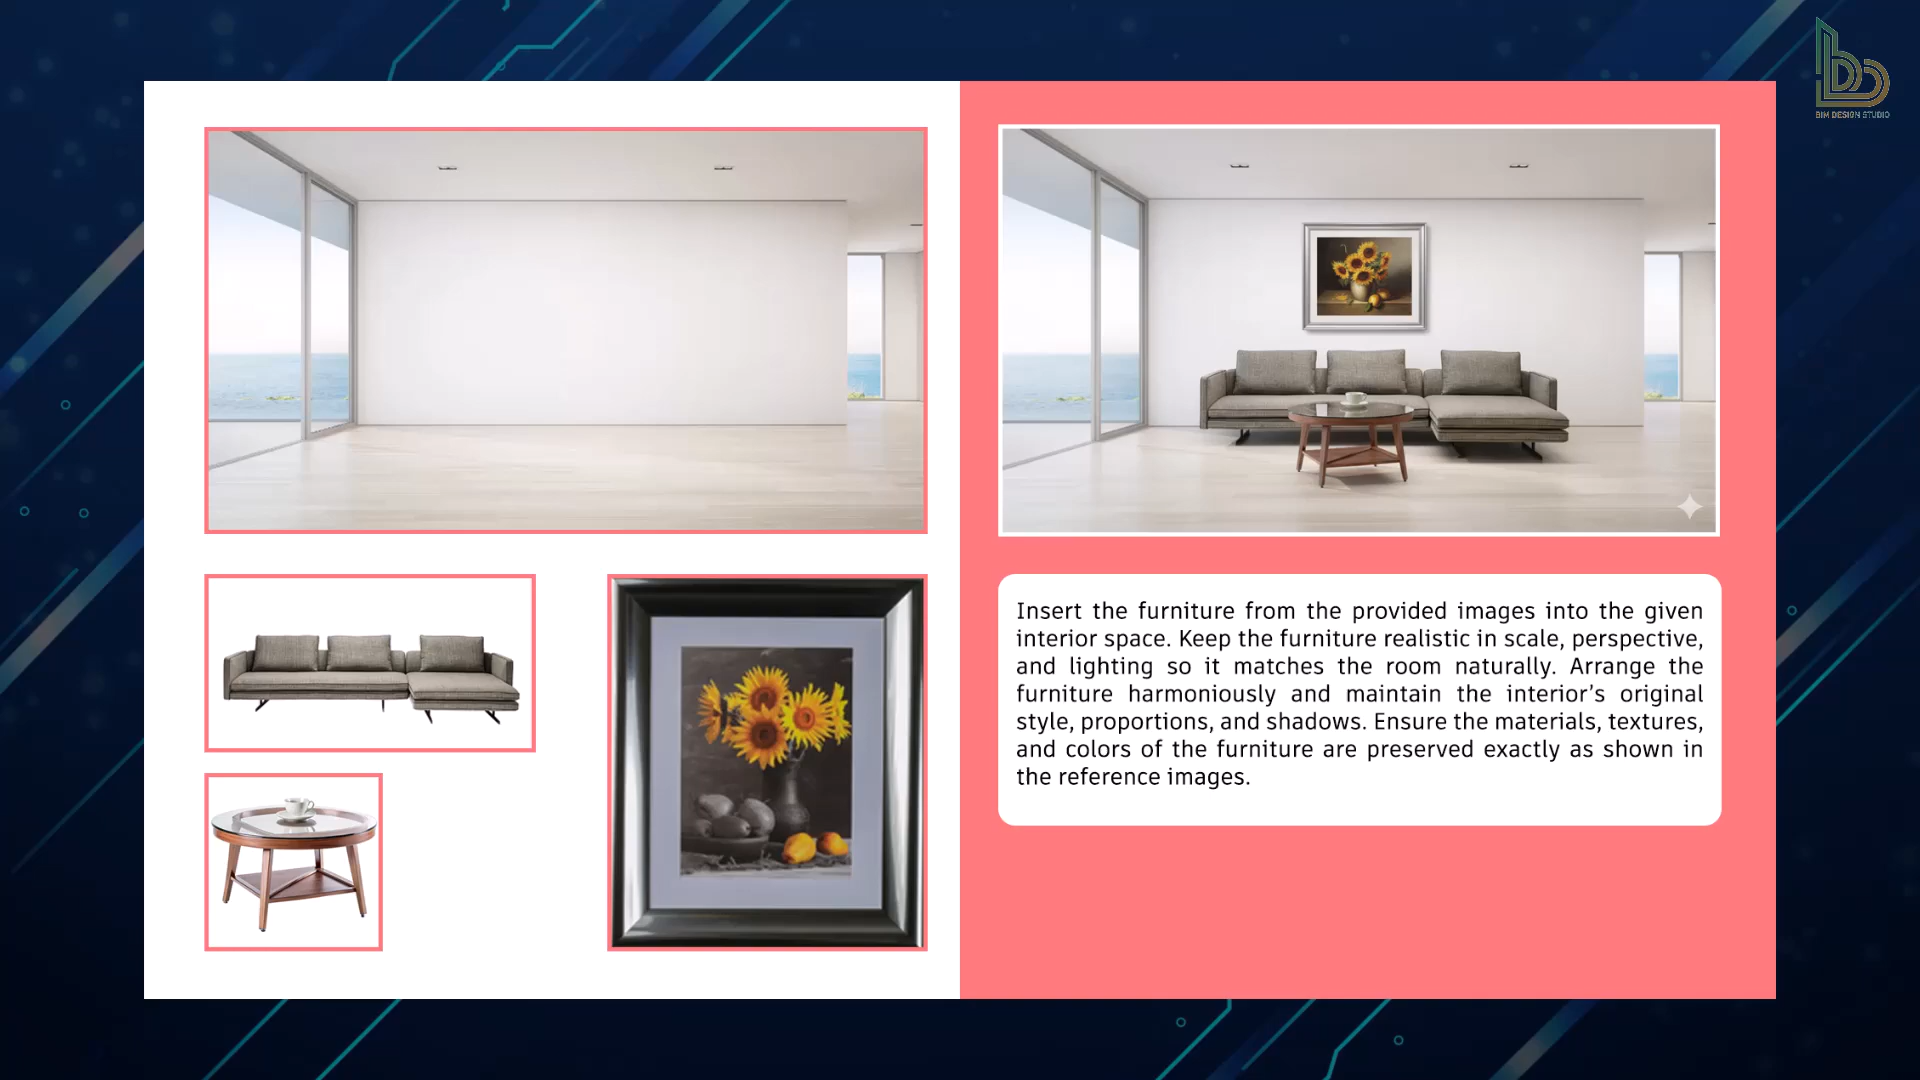 BIM DESIGN STUDIO
Insert the furniture from the provided images into the given
interior space. Keep the furniture realistic in scale, perspective,
and lighting so it matches the room naturally. Arrange the
furniture harmoniously and maintain the interior’s original
style, proportions, and shadows. Ensure the materials, textures,
and colors of the furniture are preserved exactly as shown in
the reference images.